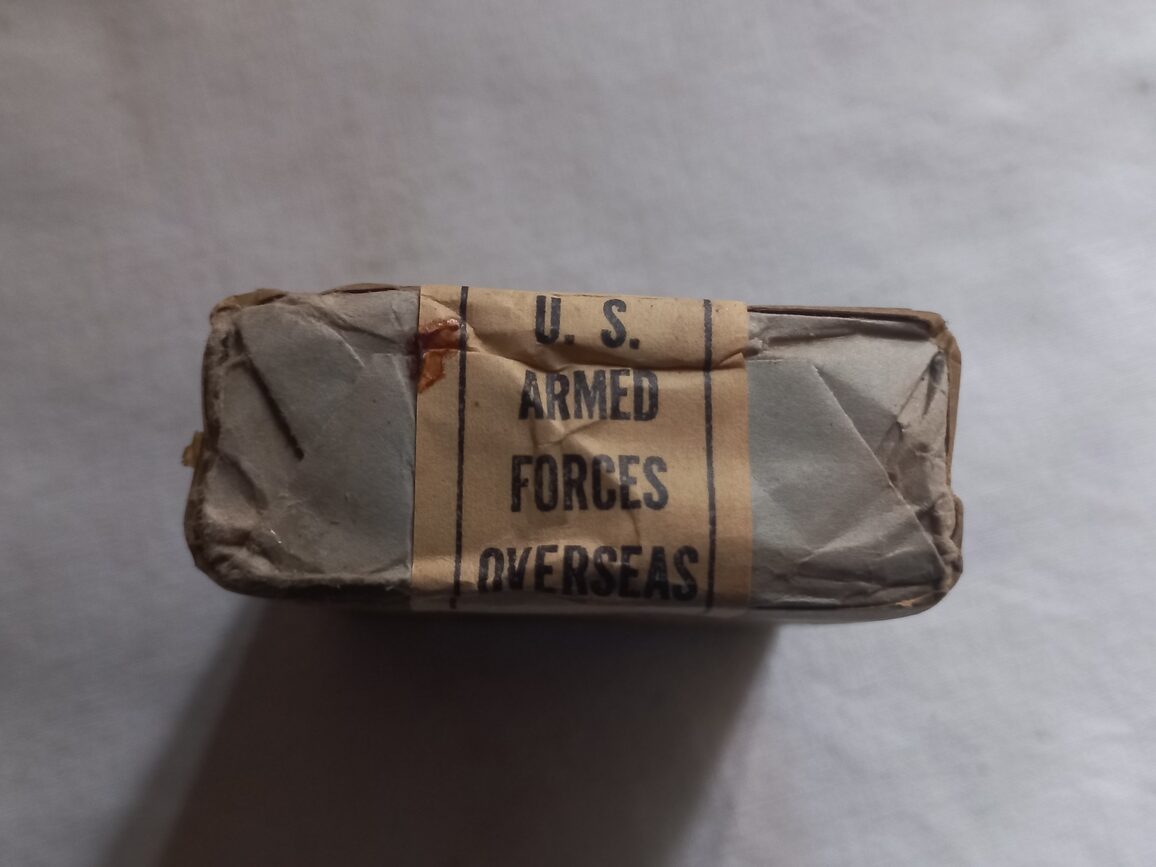 U. S.
ARMED
FORCES
OVERSEAS